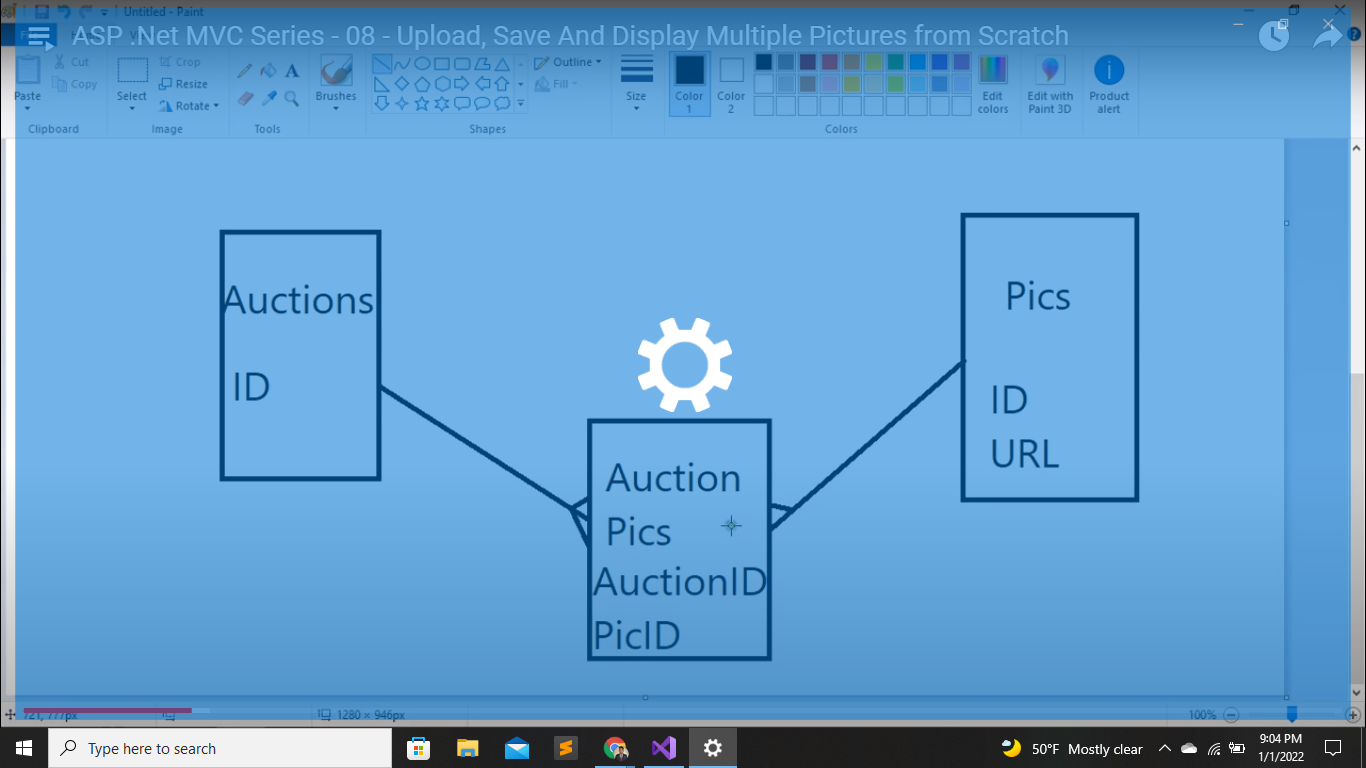 Untitled - Paint
ASP .Net MVC Series - 08 - Upload, Save And Display Multiple Pictures from Scratch
Cut
Copy
Paste
Clipboard
Crop
Resize
Rotate
Select
Image
A
Tools
Brushes
Outline
Fill
Shapes
Size
Color
1
Color
2
Edit
colors
Colors
Edit with
Paint 3D
Product
alert
Auctions
ID
Pics
ID
URL
Auction
Pics
AuctionID
PicID
721, 777px
1280 × 946px
100%
Type here to search
50°F Mostly clear
9:04 PM
1/1/2022